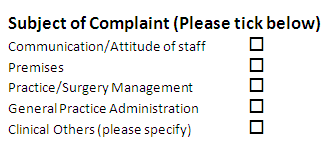 Subject of Complaint (Please tick below)
Communication/Attitude of staff ☐
Premises ☐
Practice/Surgery Management ☐
General Practice Administration ☐
Clinical Others (please specify) ☐